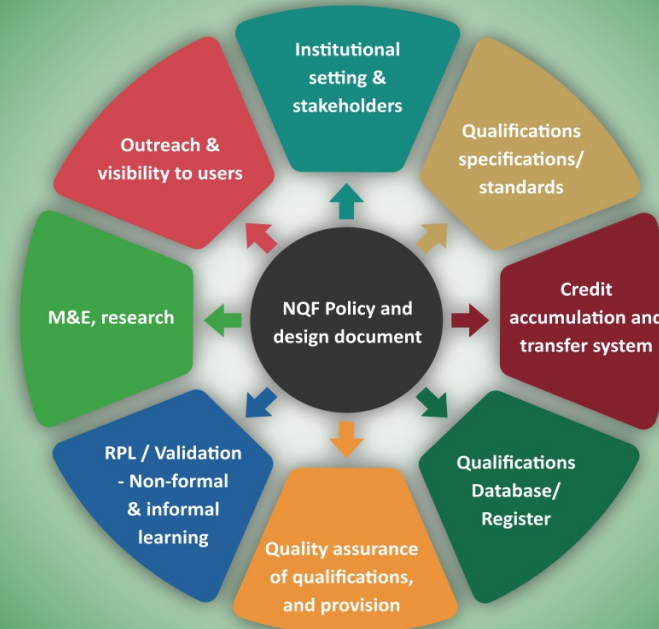 Institutional
setting &
stakeholders
Qualifications
specifications/
standards
Credit
accumulation and
transfer system
Qualifications
Database/
Register
Quality assurance
of qualifications,
and provision
RPL / Validation
- Non-formal
& informal
learning
M&E, research
Outreach &
visibility to users
NQF Policy and
design document